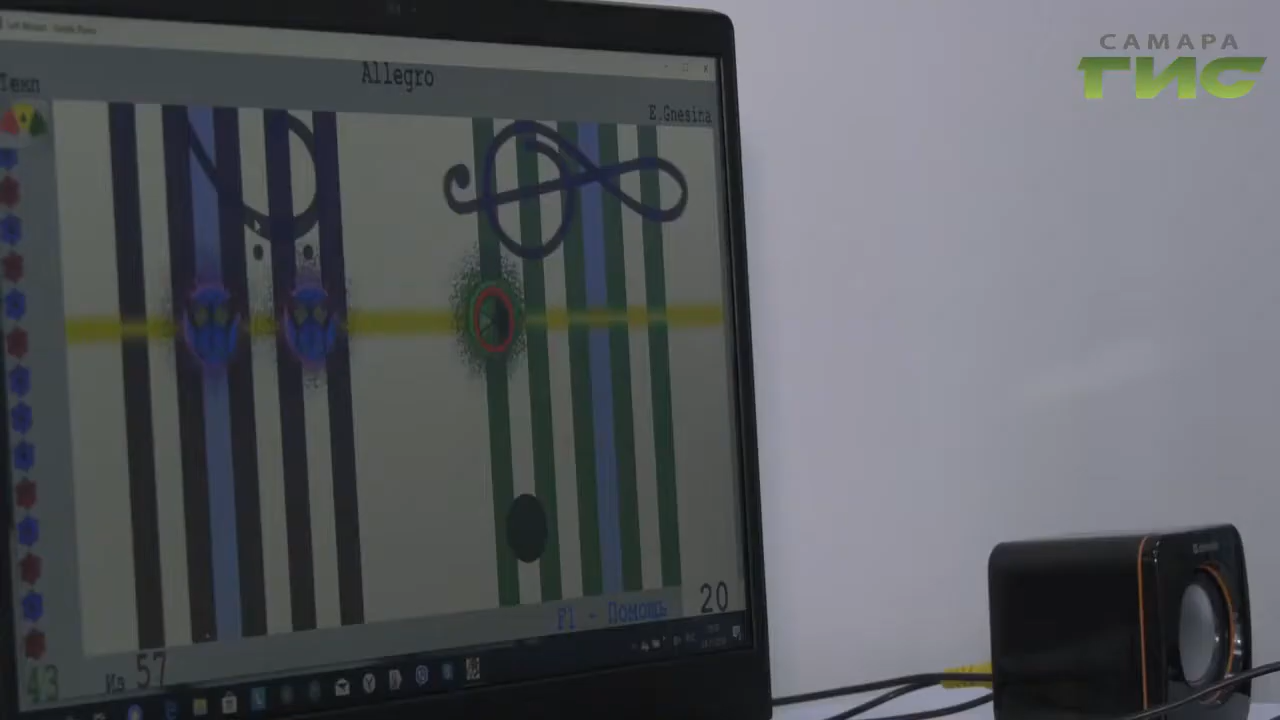 САМАРА
ГИС
Allegro
Темп
E.Gnesina
F1 - Помощь
20
43 Из 57